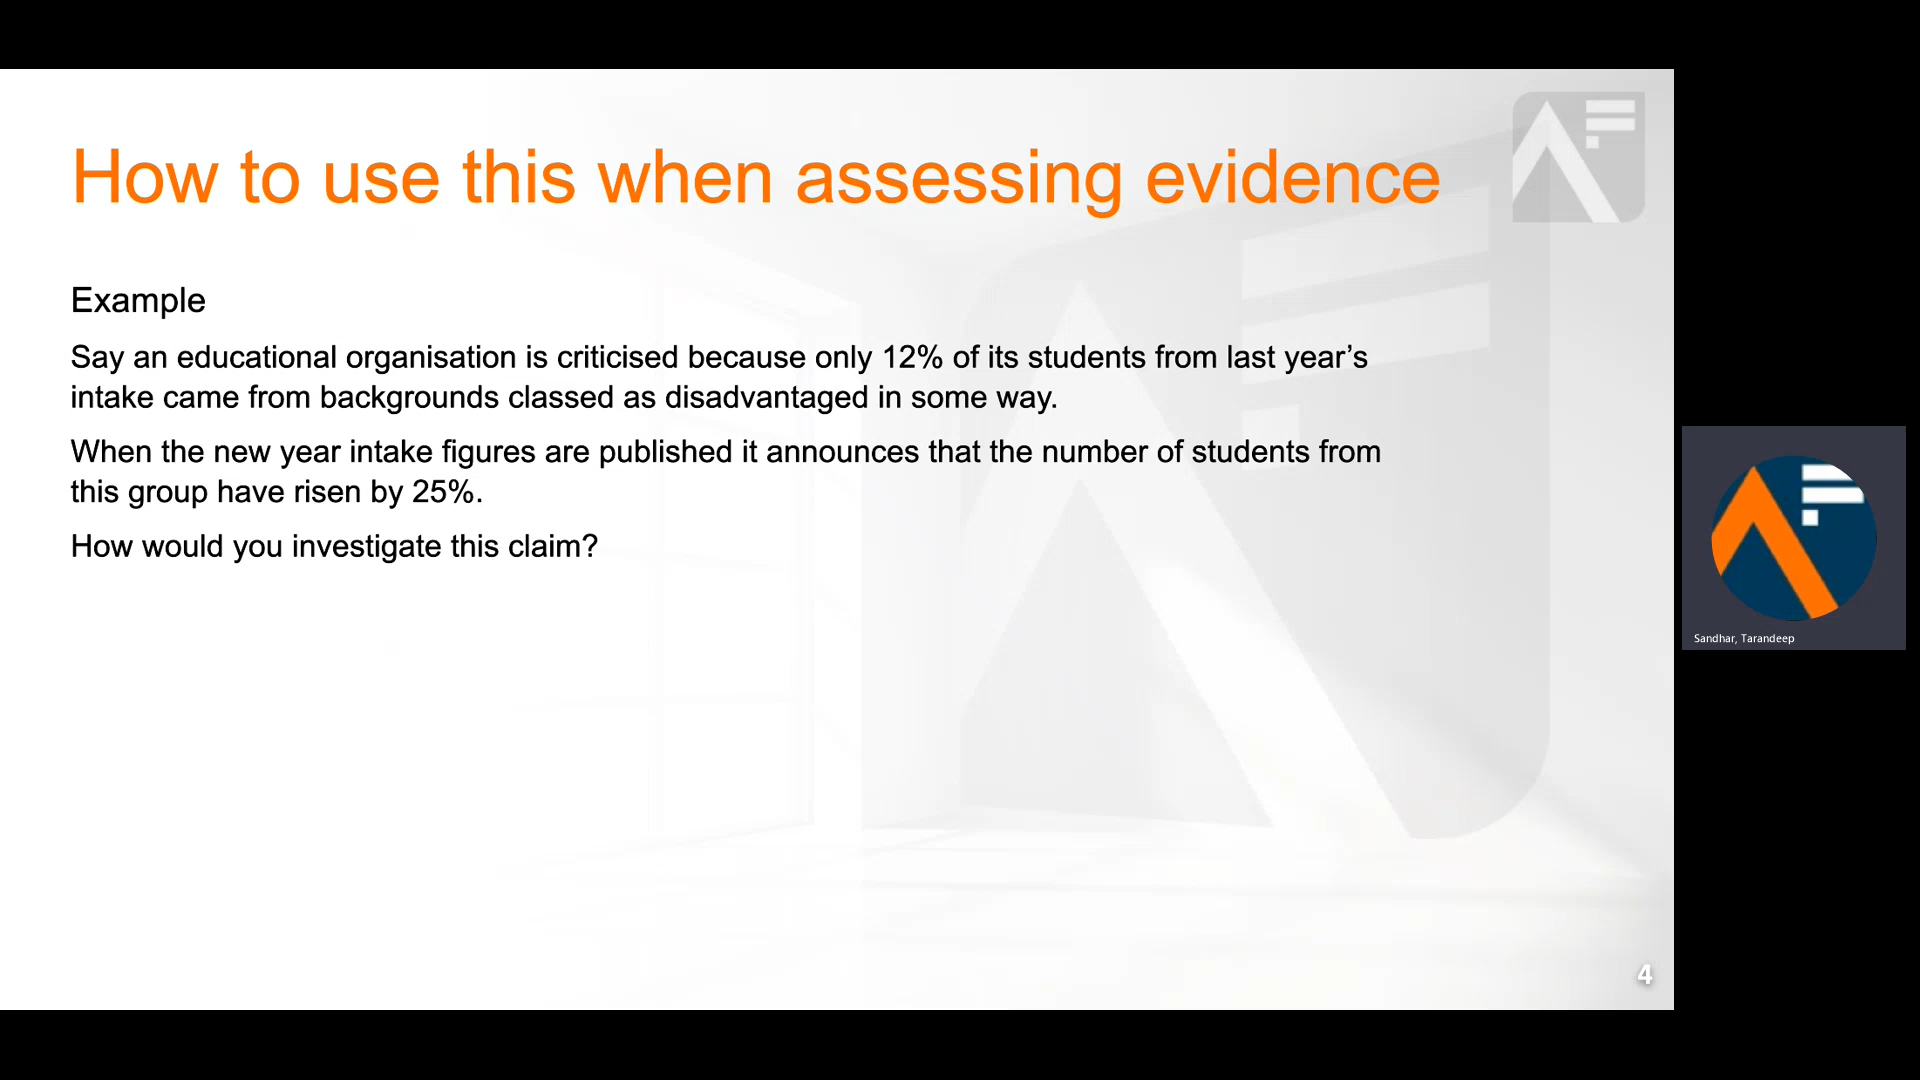 How to use this when assessing evidence
Example
Say an educational organisation is criticised because only 12% of its students from last year’s
intake came from backgrounds classed as disadvantaged in some way.
When the new year intake figures are published it announces that the number of students from
this group have risen by 25%.
How would you investigate this claim?
Sandhar, Tarandeep
4